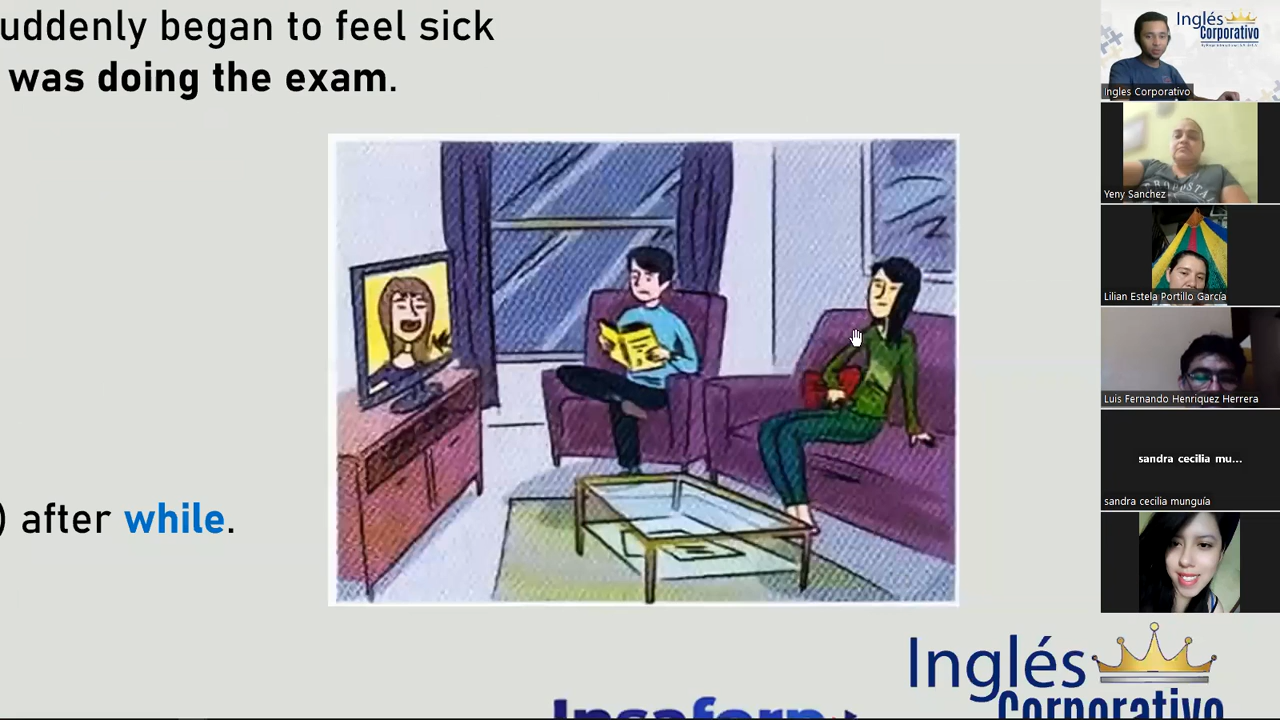 uddenly began to feel sick
was doing the exam.
) after while.
Inglés
Corporativo
Insaforp
Inglés
Corporativo
Ingles Corporativo
Yeny Sanchez
Lilian Estela Portillo García
Luis Fernando Henriquez Herrera
sandra cecilia mu...
sandra cecilia munguía